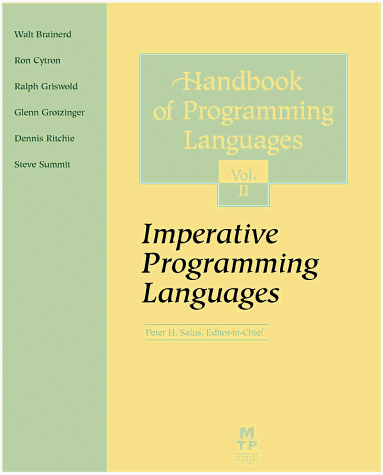 Walt Brainerd
Ron Cytron
Ralph Griswold
Glenn Grotzinger
Dennis Ritchie
Steve Summit
Handbook
of Programming
Languages
Vol.
II
Imperative
Programming
Languages
Peter H. Salus, Editor-in-Chief
M
TP